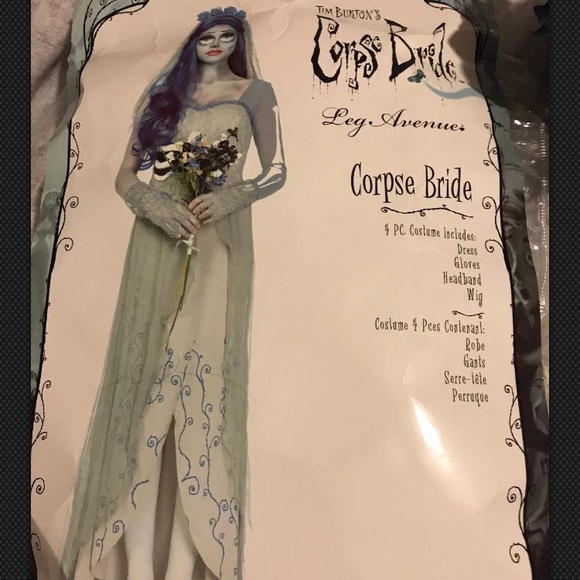 TIM BURTON'S
Corpse Bride
Leg Avenue.
Corpse Bride
4 PC. Costume includes:
Dress
Gloves
Headband
Wig
Costume 4 Pces Contenant:
Robe
Gants
Serre-tête
Perruque